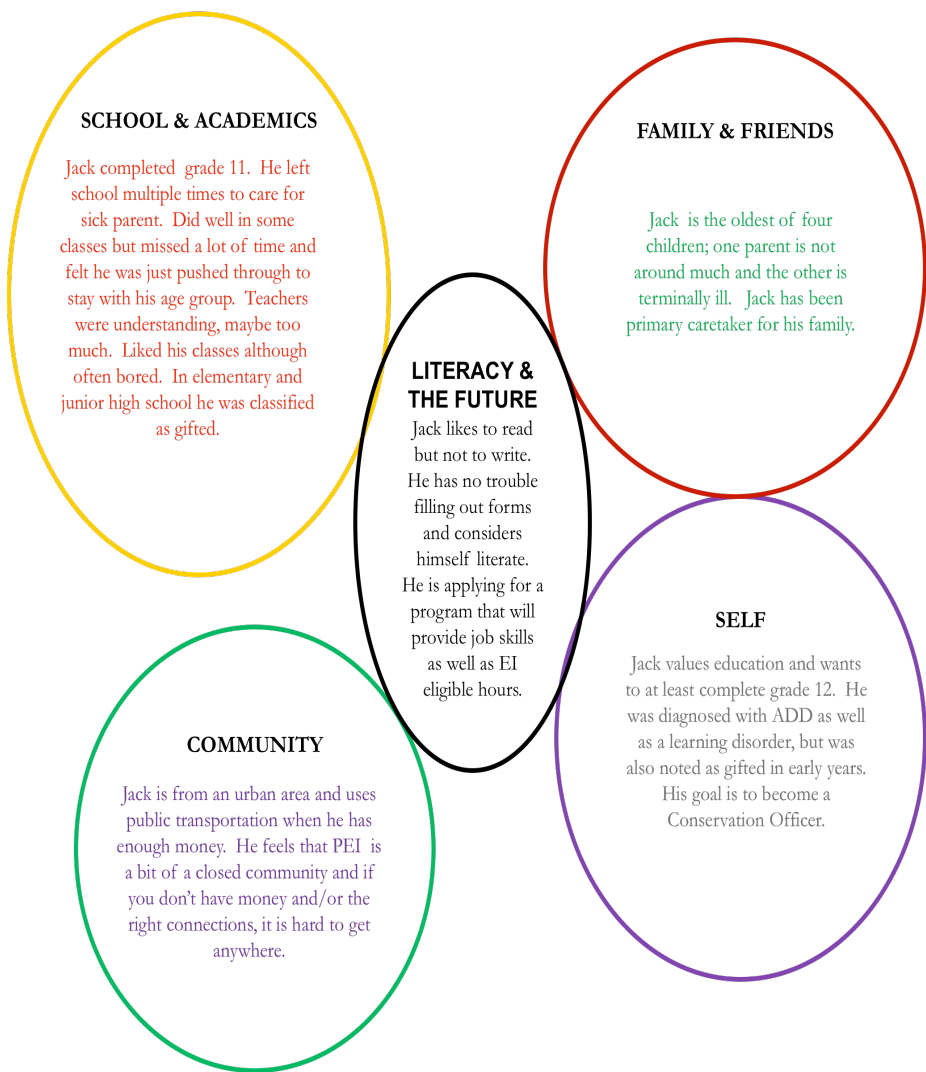 SCHOOL & ACADEMICS
Jack completed grade 11. He left
school multiple times to care for
sick parent. Did well in some
classes but missed a lot of time and
felt he was just pushed through to
stay with his age group. Teachers
were understanding, maybe too
much. Liked his classes although
often bored. In elementary and
junior high school he was classified
as gifted.
FAMILY & FRIENDS
Jack is the oldest of four
children; one parent is not
around much and the other is
terminally ill. Jack has been
primary caretaker for his family.
LITERACY &
THE FUTURE
Jack likes to read
but not to write.
He has no trouble
filling out forms
and considers
himself literate.
He is applying for a
program that will
provide job skills
as well as EI
eligible hours.
SELF
Jack values education and wants
to at least complete grade 12. He
was diagnosed with ADD as well
as a learning disorder, but was
also noted as gifted in early years.
His goal is to become a
Conservation Officer.
COMMUNITY
Jack is from an urban area and uses
public transportation when he has
enough money. He feels that PEI is
a bit of a closed community and if
you don't have money and/or the
right connections, it is hard to get
anywhere.